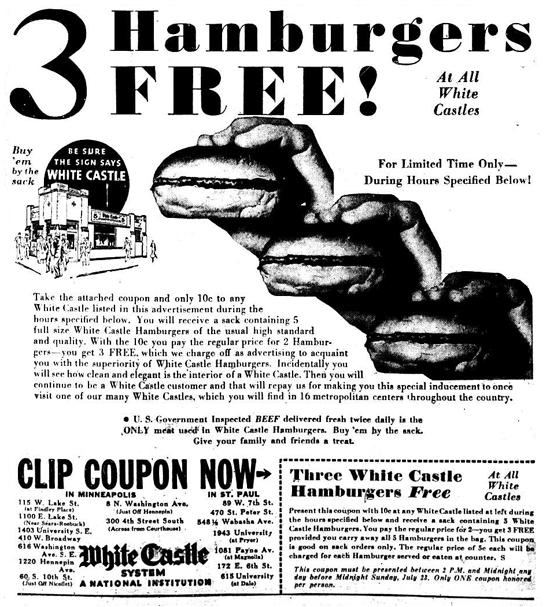 3 Hamburgers
FREE!
At All
White
Castles
Buy
'em
by the
sack
BE SURE
THE SIGN SAYS
WHITE CASTLE
For Limited Time Only—
During Hours Specified Below!
Take the attached coupon and only 10c to any
White Castle listed in this advertisement during the
hours specified below. You will receive a sack containing 5
full size White Castle Hamburgers of the usual high standard
and quality. With the 10c you pay the regular price for 2 Hambur-
gers—you get 3 FREE, which we charge off as advertising to acquaint
you with the superiority of White Castle Hamburgers. Incidentally you
will see how clean and elegant is the interior of a White Castle. Then you will
continue to be a White Castle customer and that will repay us for making you this special inducement to once
visit one of our many White Castles, which you will find in 16 metropolitan centers throughout the country.
• U. S. Government Inspected BEEF delivered fresh twice daily is the
ONLY meat used in White Castle Hamburgers. Buy 'em by the sack.
Give your family and friends a treat.
CLIP COUPON NOW→
IN MINNEAPOLIS
115 W. Lake St.
(at Pindley Place)
1100 E. Lake St.
(Near Sears-Roebuck)
1403 University S. E.
410 W. Broadway
616 Washington
Ave. S. E.
1220 Hennepin
Ave.
60 S. 10th St.
(Just Off Nicollet)
8 N. Washington Ave.
(Just Off Hennepin)
300 4th Street South
(Across from Courthouse)
IN ST. PAUL
89 W. 7th St.
470 St. Peter St.
548½ Wabasha Ave.
1943 University
(at Pryor)
1081 Payne Av.
(at Magnolia)
172 E. 6th St.
615 University
(at Dale)
White Castle
SYSTEM
A NATIONAL INSTITUTION
Three White Castle
Hamburgers Free
At All
White
Castles
Present this coupon with 10c at any White Castle listed at left during
the hours specified below and receive a sack containing 5 White
Castle Hamburgers. You pay the regular price for 2—you get 3 FREE
provided you carry away all 5 Hamburgers in the bag. This coupon
is good on sack orders only. The regular price of 5c each will be
charged for each Hamburger served or eaten at counter. S
This coupon must be presented between 2 P.M. and Midnight any
day before Midnight Sunday, July 23. Only ONE coupon honored
per person.